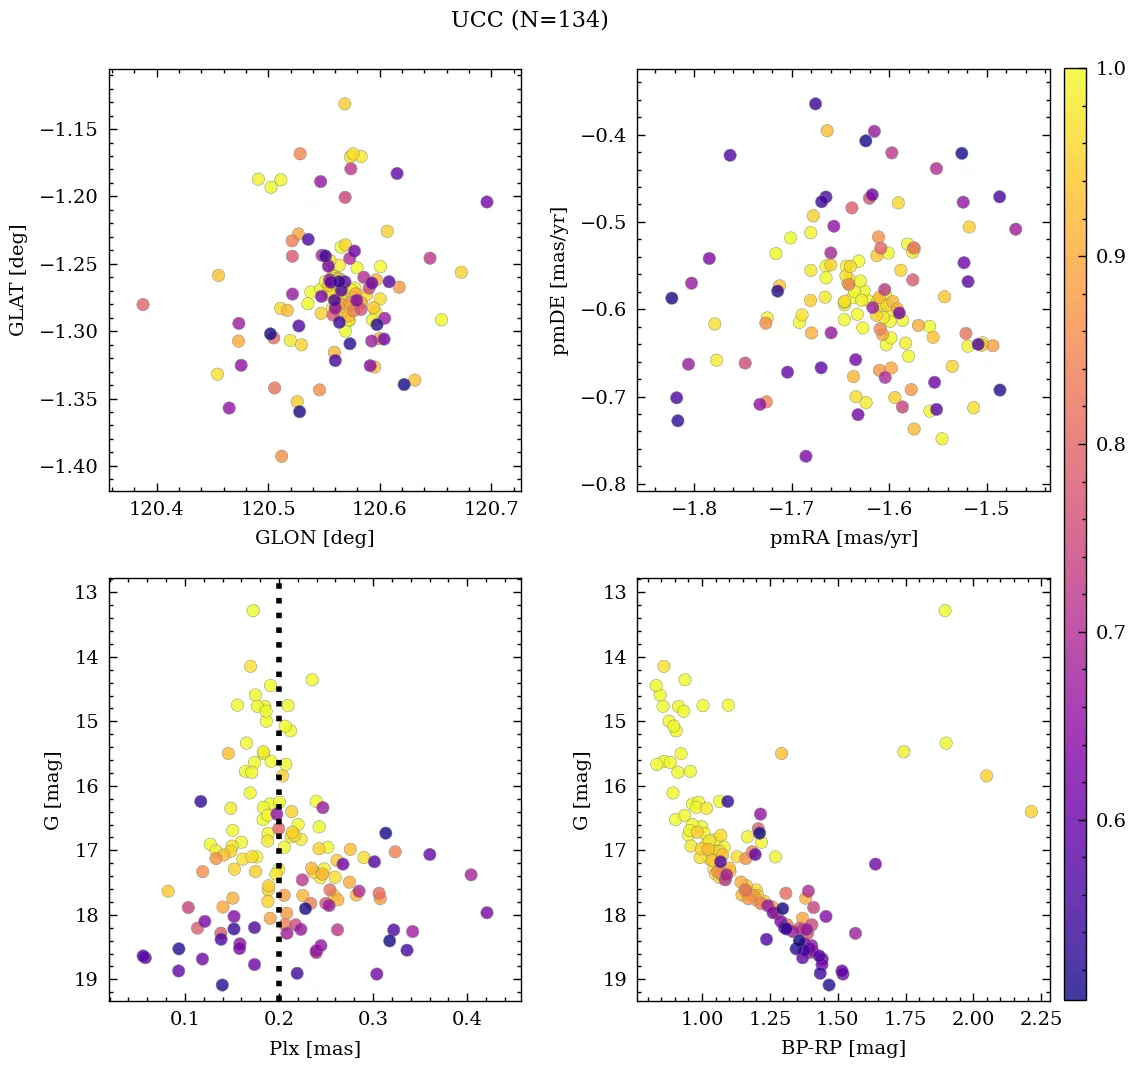 UCC (N=134)
−1.15
−1.20
−1.25
−1.30
−1.35
−1.40
GLAT [deg]
120.4 120.5 120.6 120.7
GLON [deg]
−0.4
−0.5
−0.6
−0.7
−0.8
pmDE [mas/yr]
−1.8 −1.7 −1.6 −1.5
pmRA [mas/yr]
13
14
15
16
17
18
19
G [mag]
0.1 0.2 0.3 0.4
Plx [mas]
13
14
15
16
17
18
19
G [mag]
1.00 1.25 1.50 1.75 2.00 2.25
BP-RP [mag]
1.0
0.9
0.8
0.7
0.6